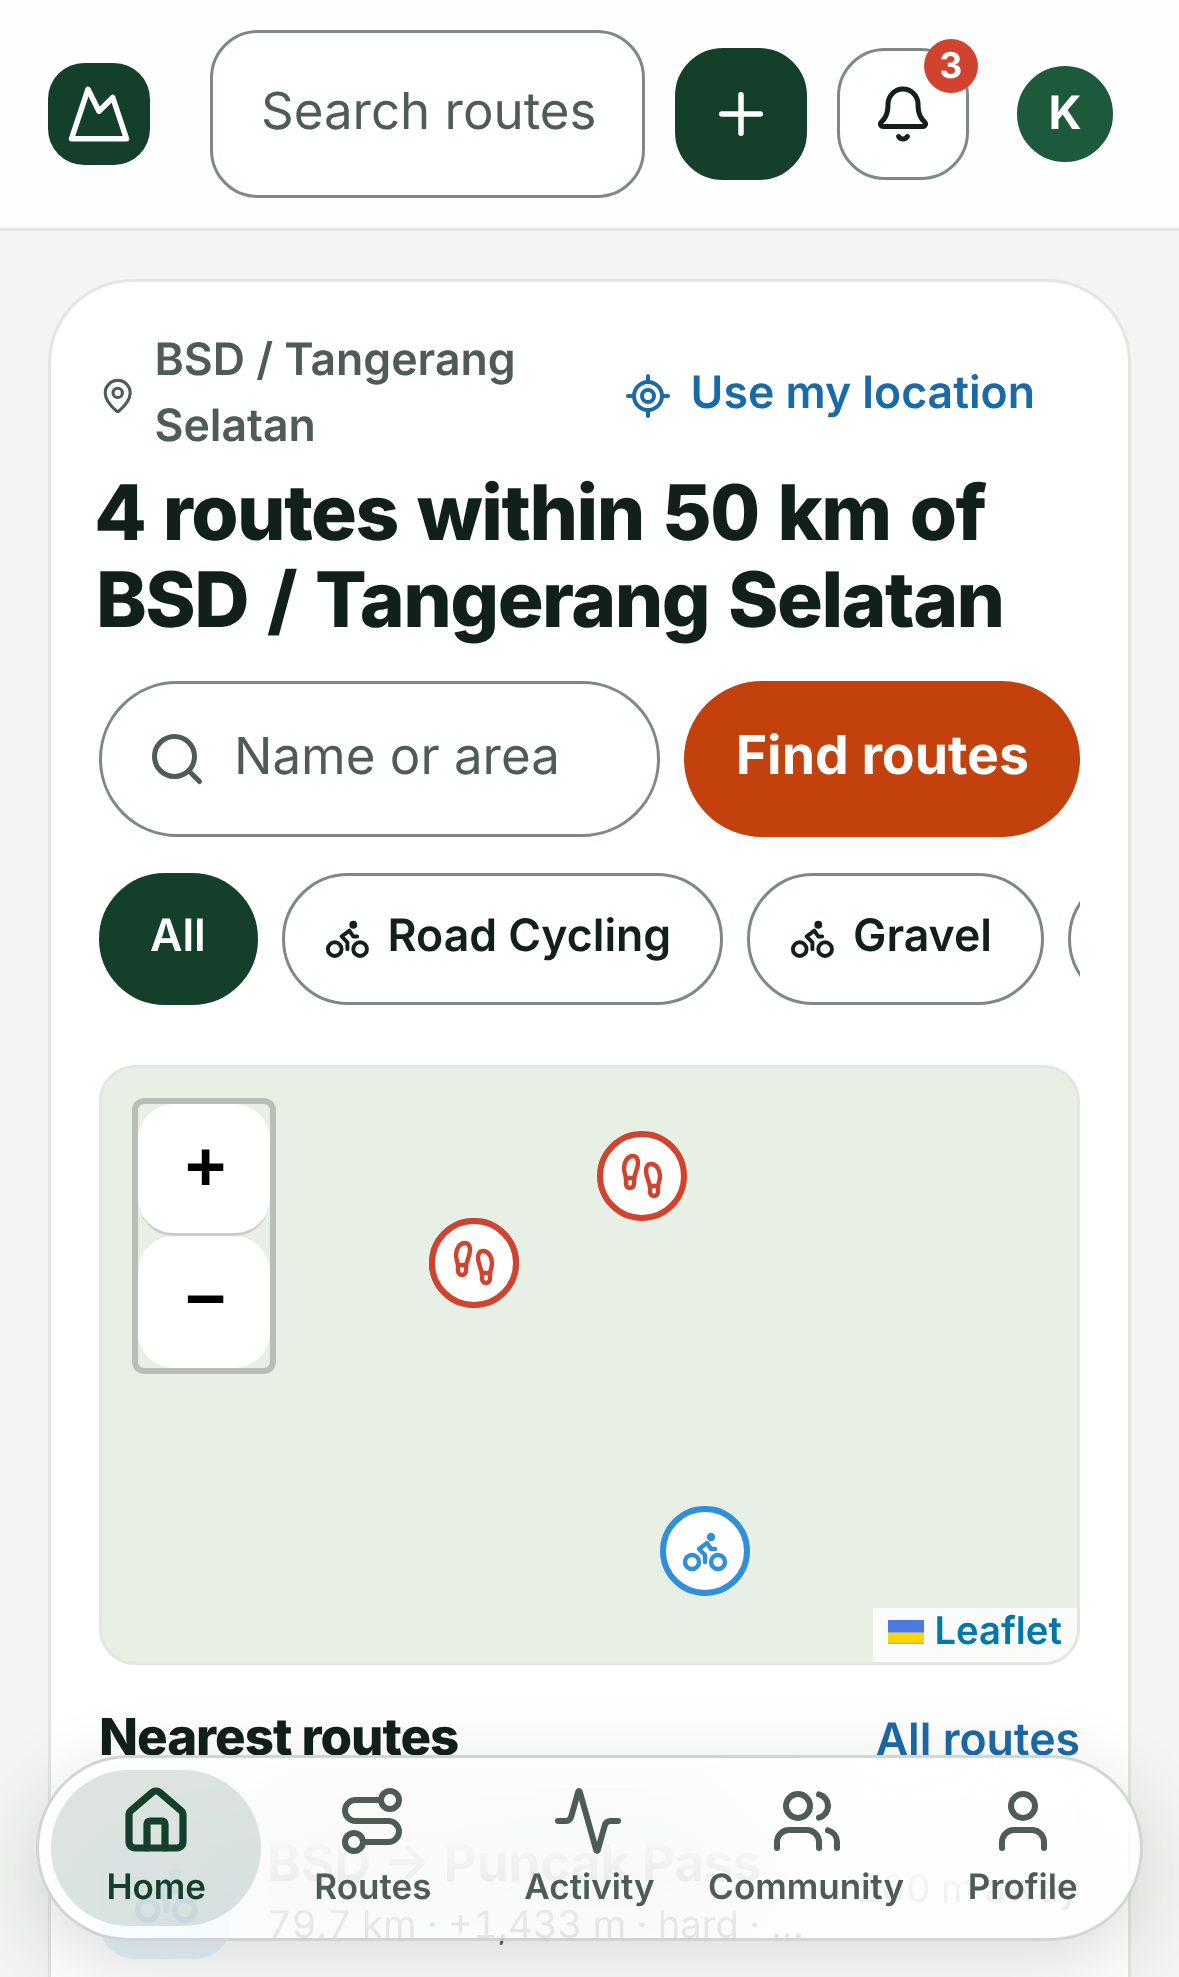 Search routes
3
K
BSD / Tangerang
Selatan
Use my location
4 routes within 50 km of
BSD / Tangerang Selatan
Name or area
Find routes
All
Road Cycling
Gravel
+
−
Leaflet
Nearest routes
All routes
BSD → Puncak Pass
79.7 km · +1,433 m · hard · ...
Home
Routes
Activity
Community
Profile